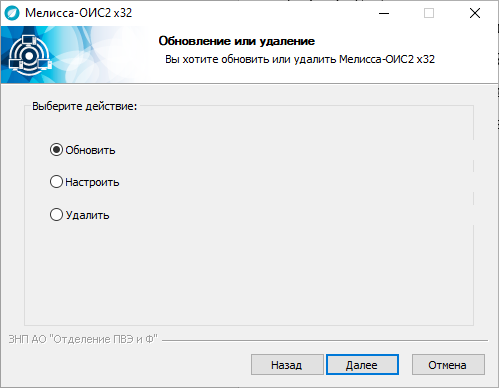 Мелисса-ОИС2 x32
Обновление или удаление
Вы хотите обновить или удалить Мелисса-ОИС2 x32
Выберите действие:
Обновить
Настроить
Удалить
ЗНП АО "Отделение ПВЭ и Ф"
Назад Далее Отмена